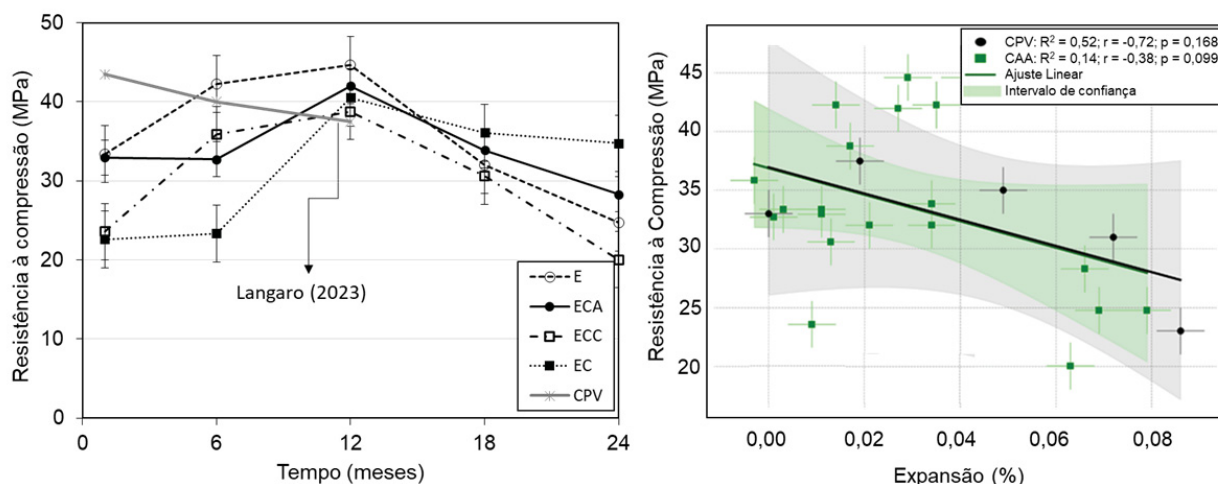 50
40
30
20
10
0
0
6
12
18
24
Resistência à compressão (MPa)
Tempo (meses)
Langaro (2023)
E
ECA
ECC
EC
CPV
CPV: R² = 0,52; r = -0,72; p = 0,168
CAA: R² = 0,14; r = -0,38; p = 0,099
Ajuste Linear
Intervalo de confiança
45
40
35
30
25
20
0,00
0,02
0,04
0,06
0,08
Resistência à Compressão (MPa)
Expansão (%)